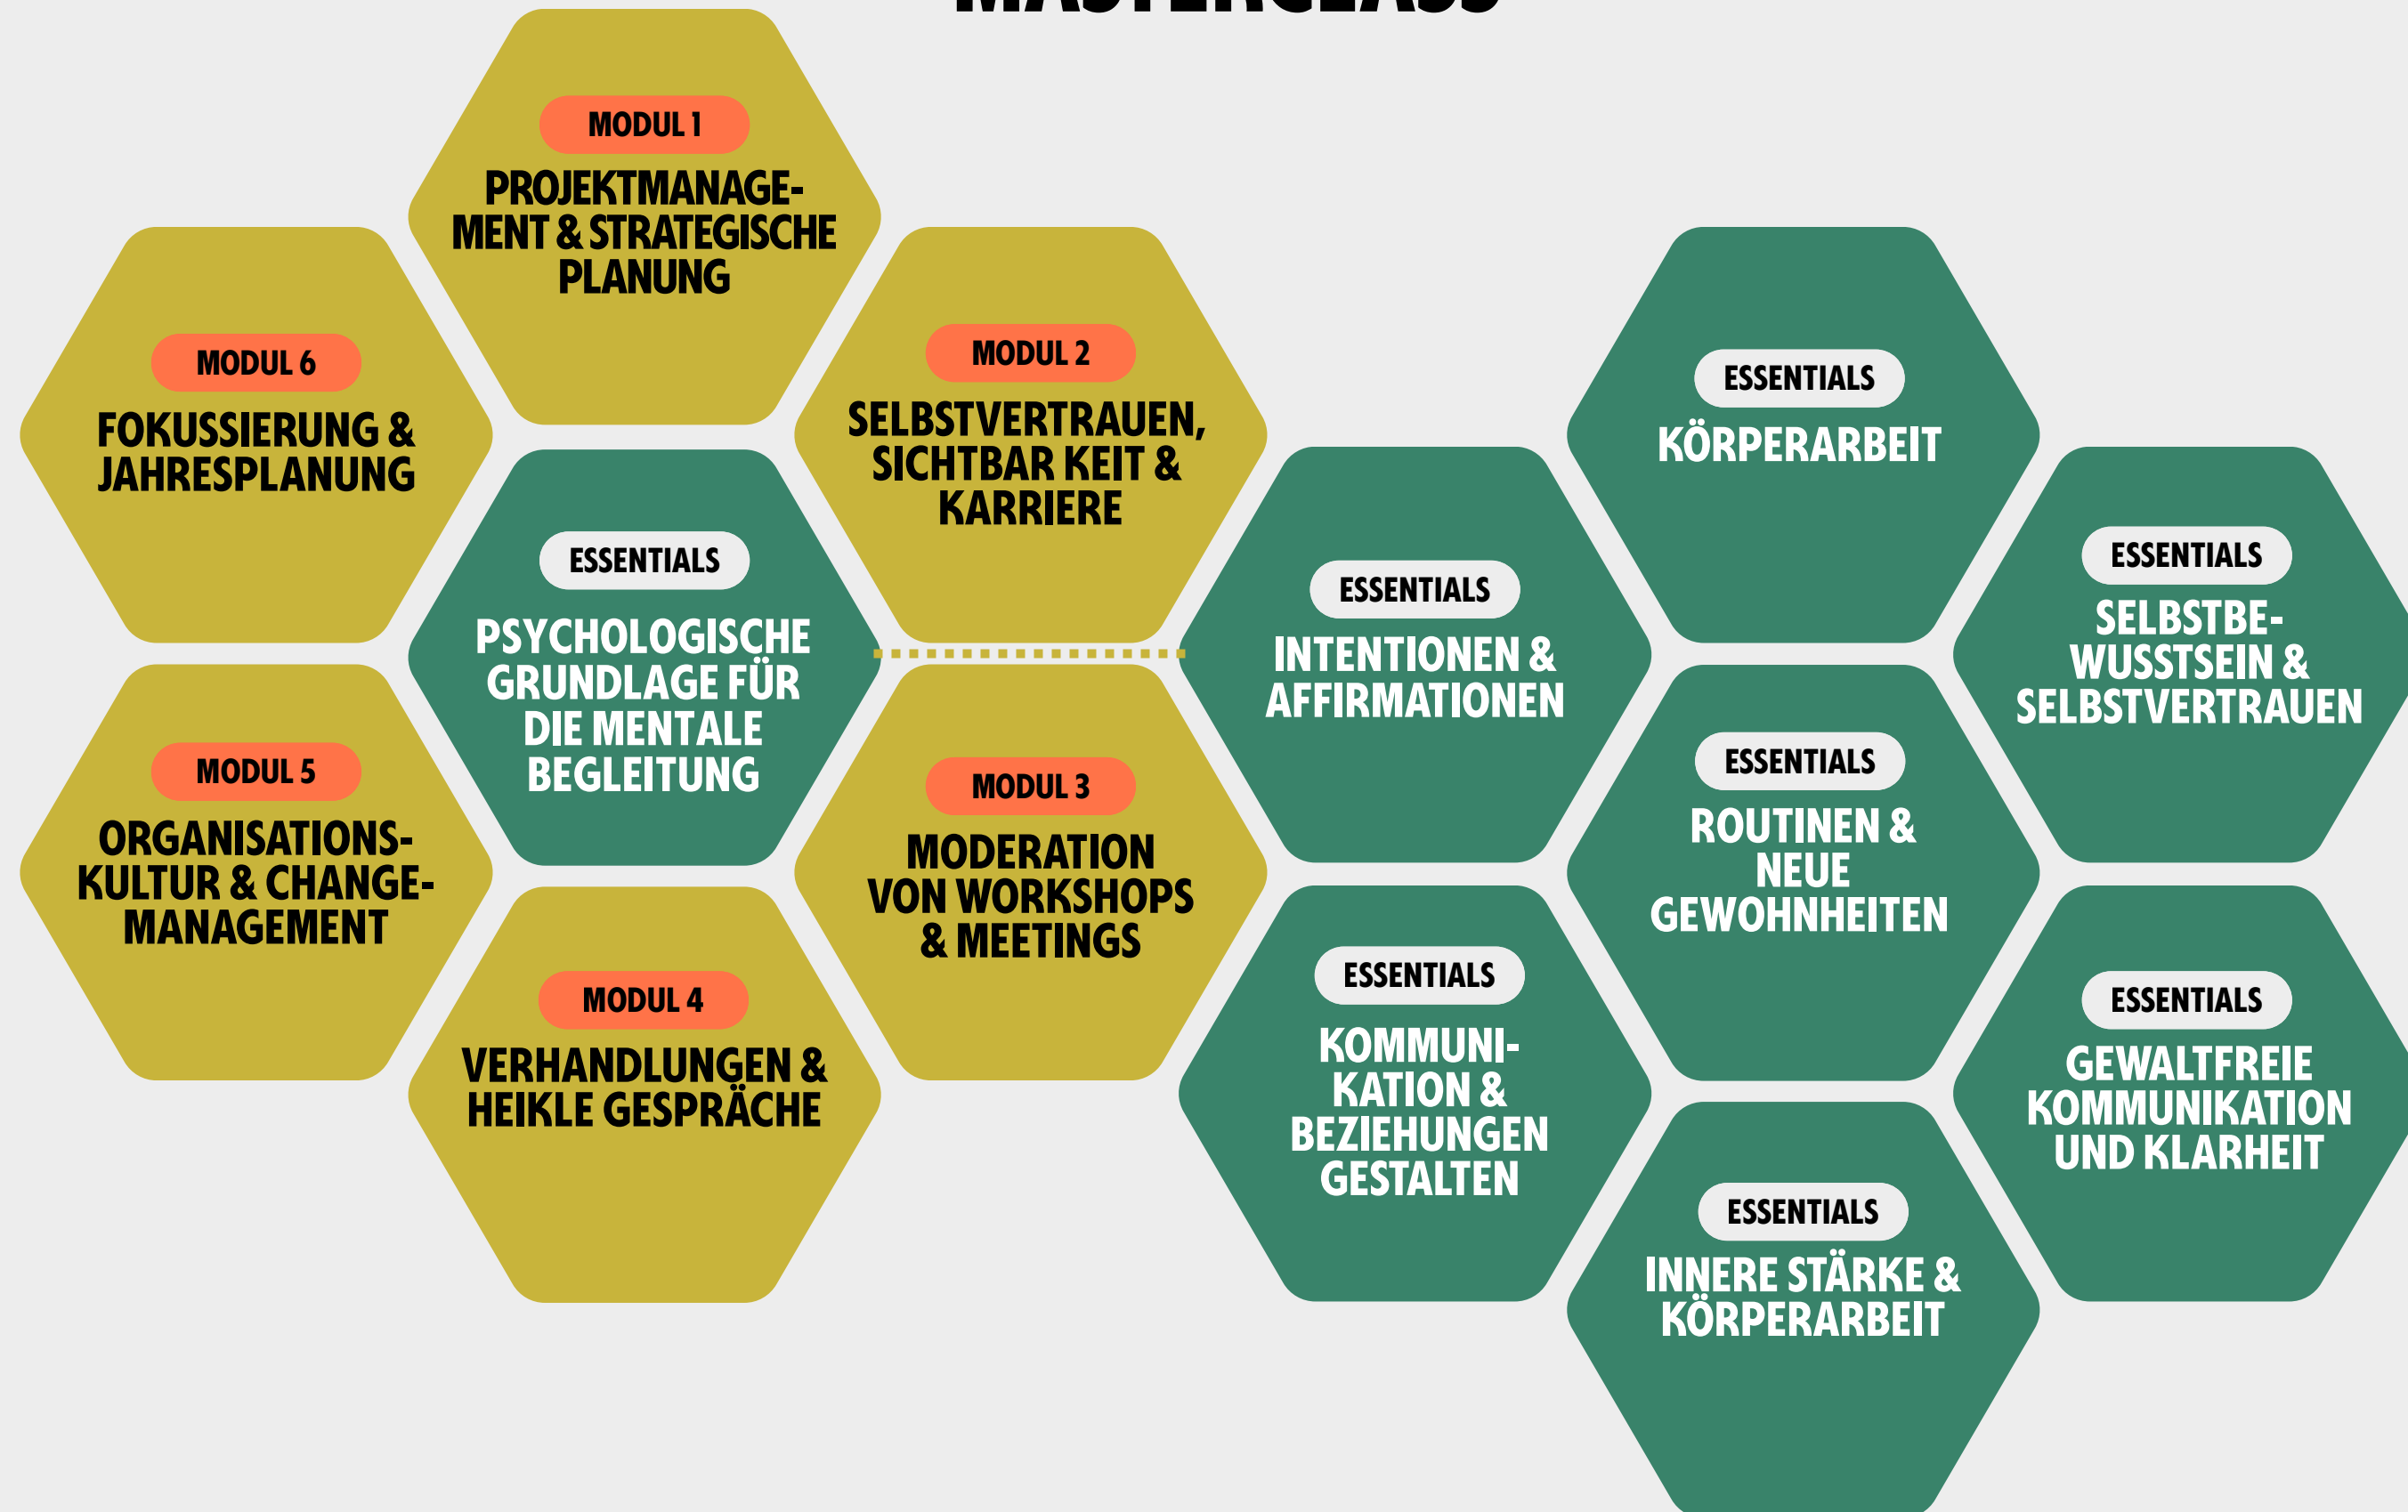 MASTERCLASS
MODUL 1
PROJEKTMANAGE-
MENT & STRATEGISCHE
PLANUNG
MODUL 6
FOKUSSIERUNG &
JAHRESPLANUNG
MODUL 2
SELBSTVERTRAUEN,
SICHTBAR KEIT &
KARRIERE
ESSENTIALS
PSYCHOLOGISCHE
GRUNDLAGE FÜR
DIE MENTALE
BEGLEITUNG
MODUL 5
ORGANISATIONS-
KULTUR & CHANGE-
MANAGEMENT
MODUL 3
MODERATION
VON WORKSHOPS
& MEETINGS
MODUL 4
VERHANDLUNGEN &
HEIKLE GESPRÄCHE
ESSENTIALS
KÖRPERARBEIT
ESSENTIALS
INTENTIONEN &
AFFIRMATIONEN
ESSENTIALS
SELBSTBE-
WUSSTSEIN &
SELBSTVERTRAUEN
ESSENTIALS
ROUTINEN &
NEUE
GEWOHNHEITEN
ESSENTIALS
KOMMUNI-
KATION &
BEZIEHUNGEN
GESTALTEN
ESSENTIALS
GEWALTFREIE
KOMMUNIKATION
UND KLARHEIT
ESSENTIALS
INNERE STÄRKE &
KÖRPERARBEIT